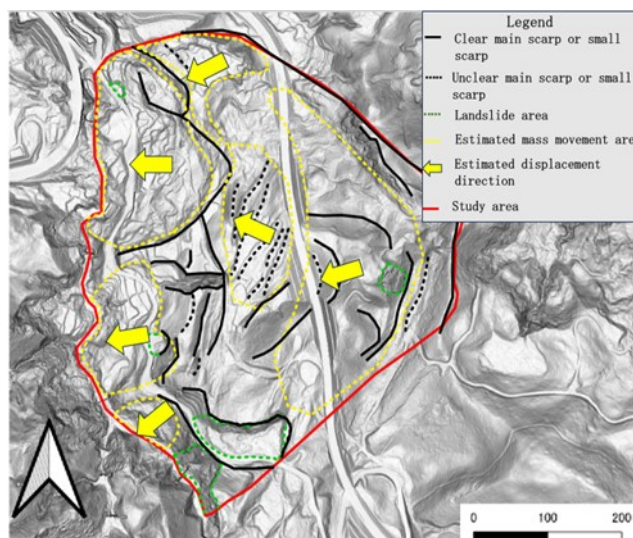 Legend
Clear main scarp or small
scarp
Unclear main scarp or small
scarp
Landslide area
Estimated mass movement area
Estimated displacement
direction
Study area
0 100 200